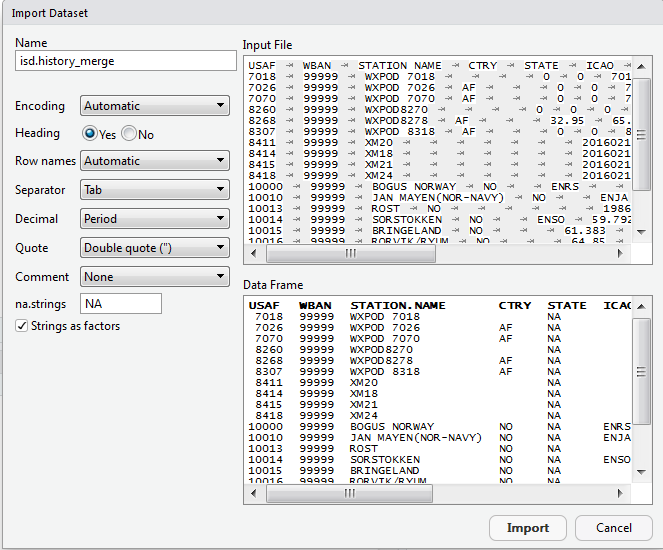 Import Dataset
Name
isd.history_merge
Encoding Automatic
Heading Yes No
Row names Automatic
Separator Tab
Decimal Period
Quote Double quote (")
Comment None
na.strings NA
Strings as factors
Input File
USAF → WBAN → STATION NAME → CTRY → STATE → ICAO →
7018 → 99999 → WXPOD 7018 → → → → 0 → 0 → 701
7026 → 99999 → WXPOD 7026 → AF → → → 0 → 0 → 7
7070 → 99999 → WXPOD 7070 → AF → → → 0 → 0 → 7
8260 → 99999 → WXPOD8270 → → → → 0 → 0 → 0
8268 → 99999 → WXPOD8278 → AF → → → 32.95 → 65.
8307 → 99999 → WXPOD 8318 → AF → → → 0 → 0 → 8
8411 → 99999 → XM20 → → → → → → → 2016021
8414 → 99999 → XM18 → → → → → → → 2016021
8415 → 99999 → XM21 → → → → → → → 2016021
8418 → 99999 → XM24 → → → → → → → 2016021
10000 → 99999 → BOGUS NORWAY → NO → → ENRS → →
10010 → 99999 → JAN MAYEN(NOR-NAVY) → NO → → ENJA
10013 → 99999 → ROST → NO → → → → → → 1986
10014 → 99999 → SORSTOKKEN → NO → → ENSO → 59.792
10015 → 99999 → BRINGELAND → NO → → → 61.383 →
10016 → 99999 → RORVIK/RYUM → NO → → → 64.85 →
Data Frame
USAF WBAN STATION.NAME CTRY STATE ICAO
7018 99999 WXPOD 7018 NA
7026 99999 WXPOD 7026 AF NA
7070 99999 WXPOD 7070 AF NA
8260 99999 WXPOD8270 NA
8268 99999 WXPOD8278 AF NA
8307 99999 WXPOD 8318 AF NA
8411 99999 XM20 NA
8414 99999 XM18 NA
8415 99999 XM21 NA
8418 99999 XM24 NA
10000 99999 BOGUS NORWAY NO NA ENRS
10010 99999 JAN MAYEN(NOR-NAVY) NO NA ENJA
10013 99999 ROST NO NA
10014 99999 SORSTOKKEN NO NA ENSO
10015 99999 BRINGELAND NO NA
10016 99999 RORVIK/RYUM NO NA
Import Cancel